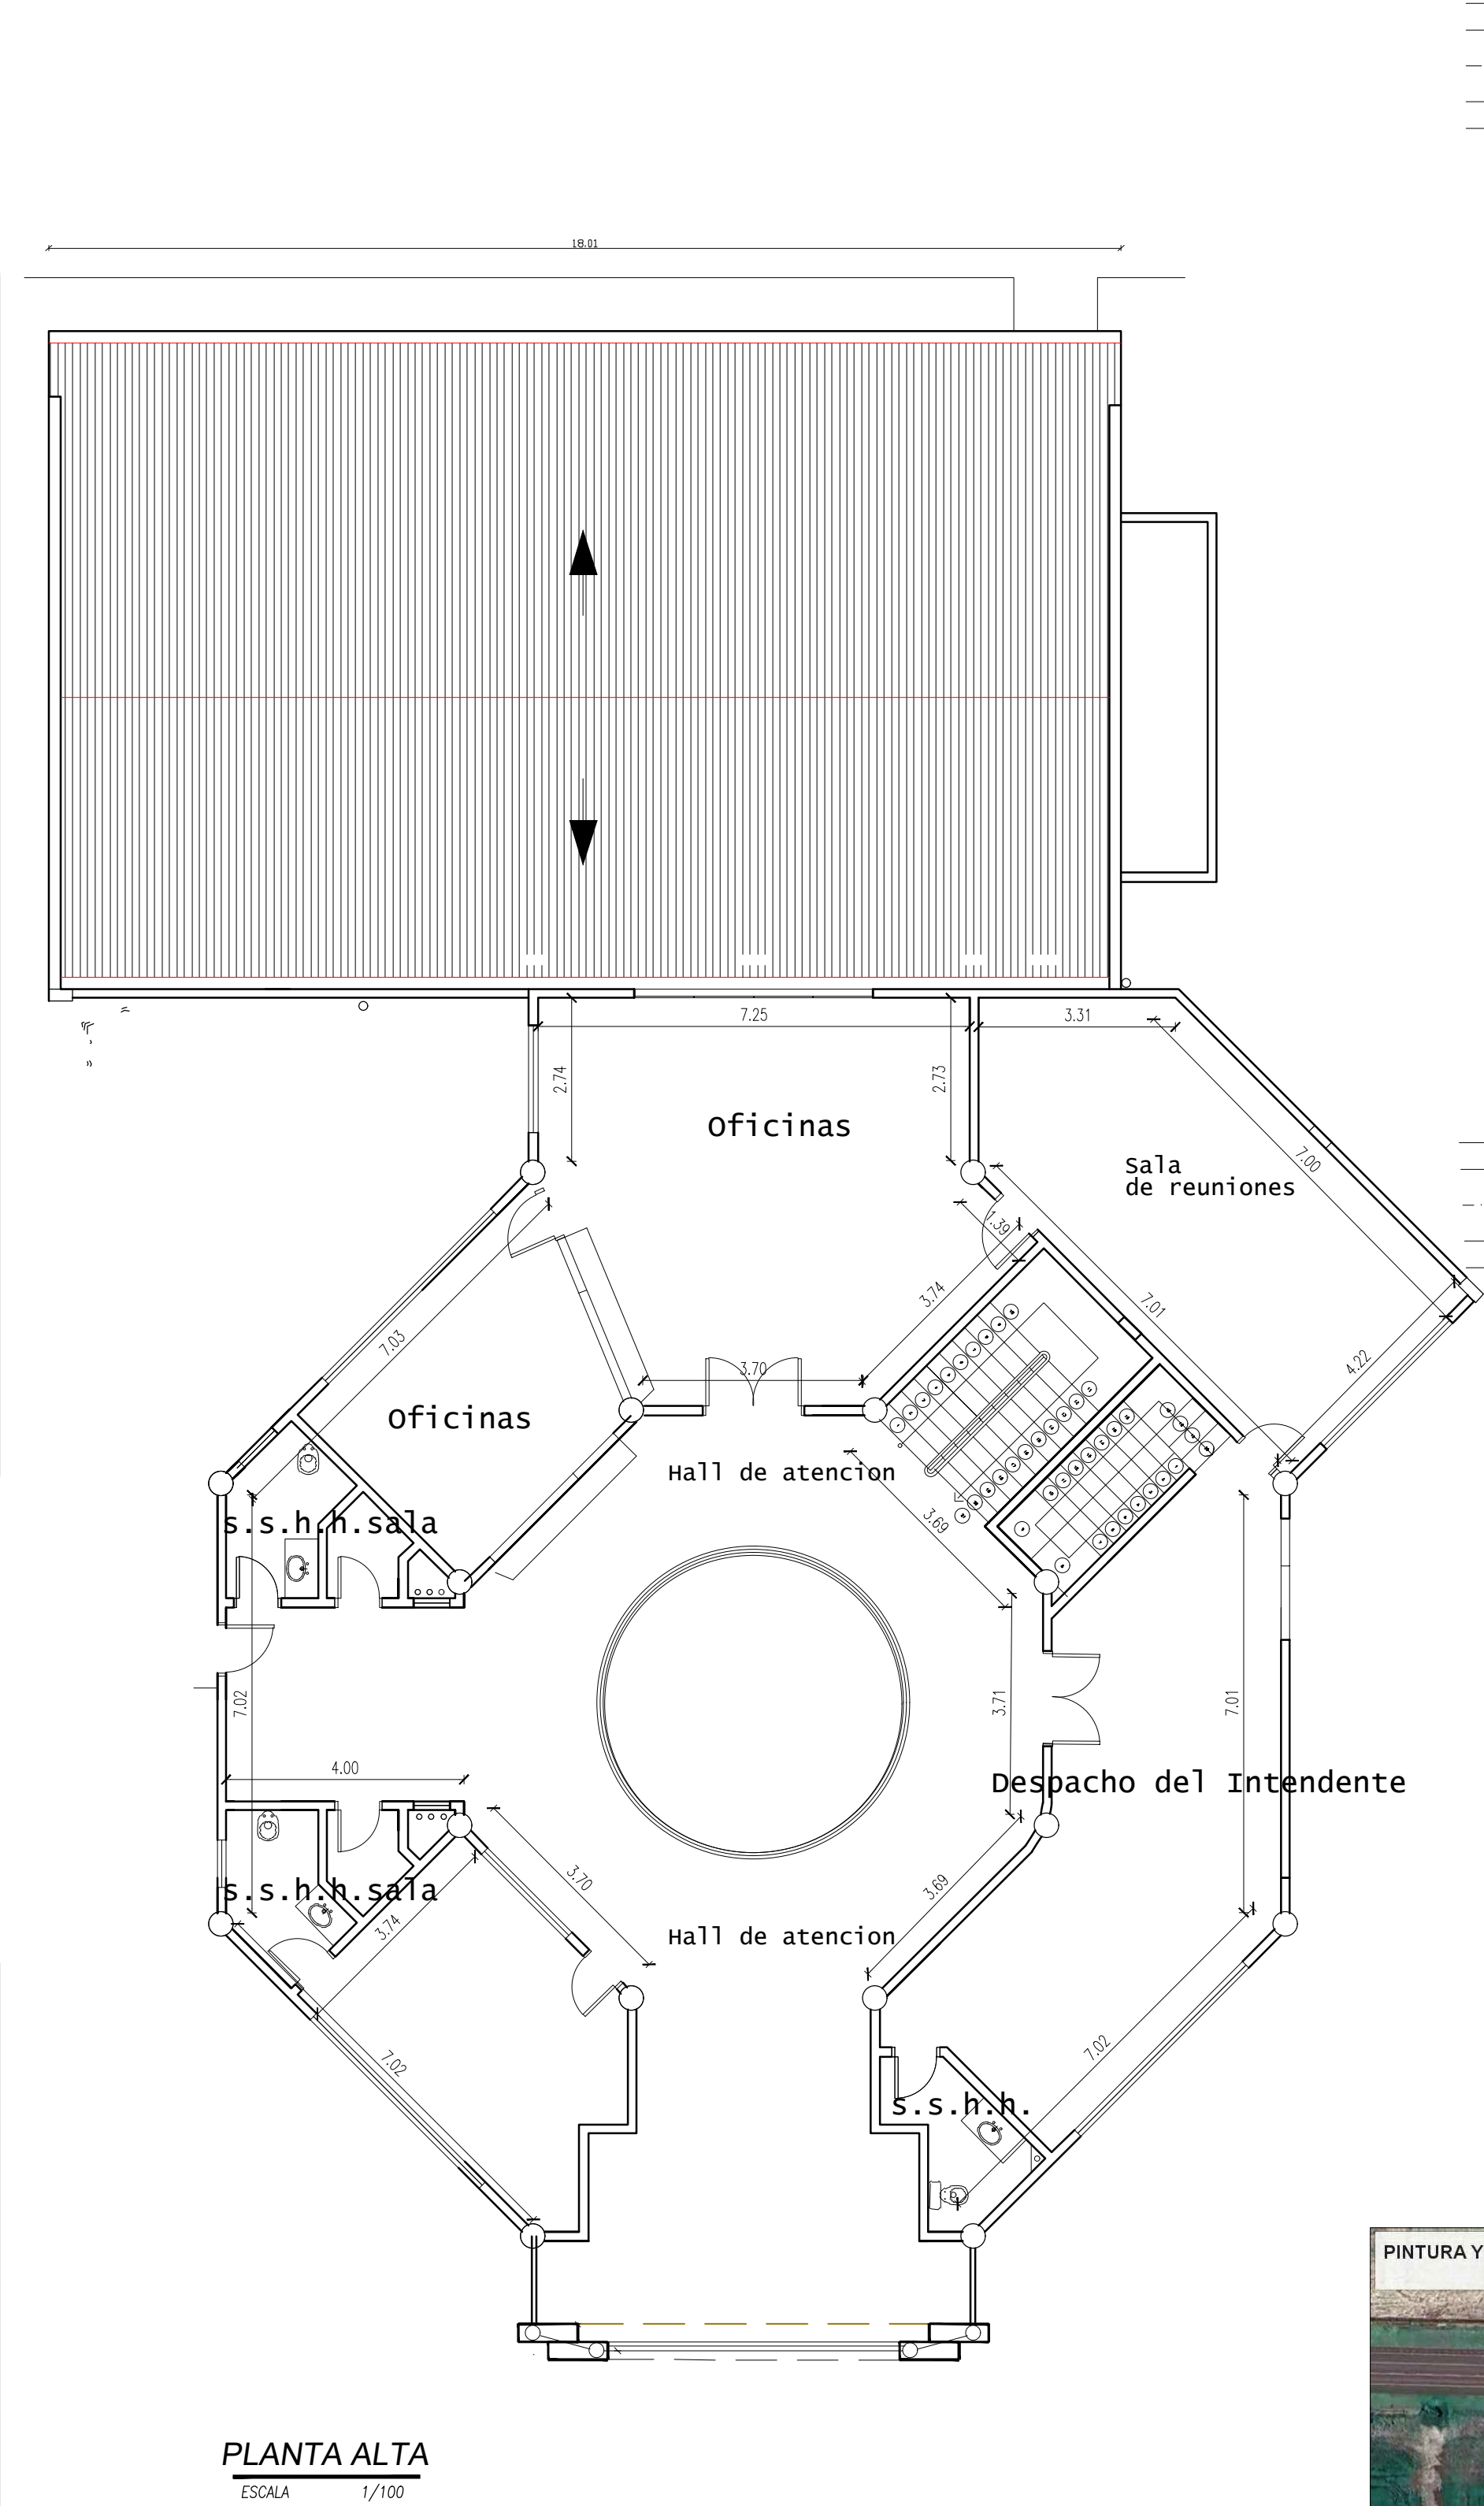 18.01
7.25
3.31
2.74
2.73
Oficinas
Sala
de reuniones
7.00
1.39
3.74
7.01
7.03
3.70
4.22
Oficinas
Hall de atencion
3.69
s.s.h.h.sala
7.02
3.71
7.01
4.00
Despacho del Intendente
3.70
s.s.h.h.sala
3.74
3.69
Hall de atencion
7.02
7.02
s.s.h.h.
PINTURA Y
PLANTA ALTA
ESCALA 1/100